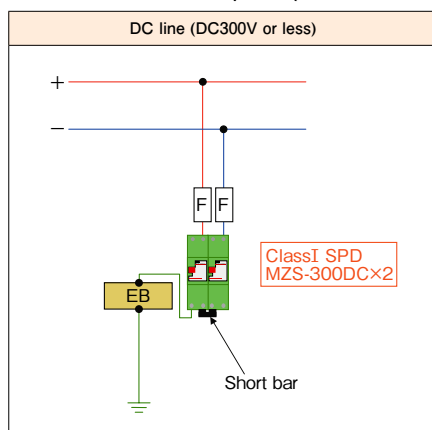 DC line (DC300V or less)
+
−
F F
ClassI SPD
MZS-300DC×2
EB
Short bar